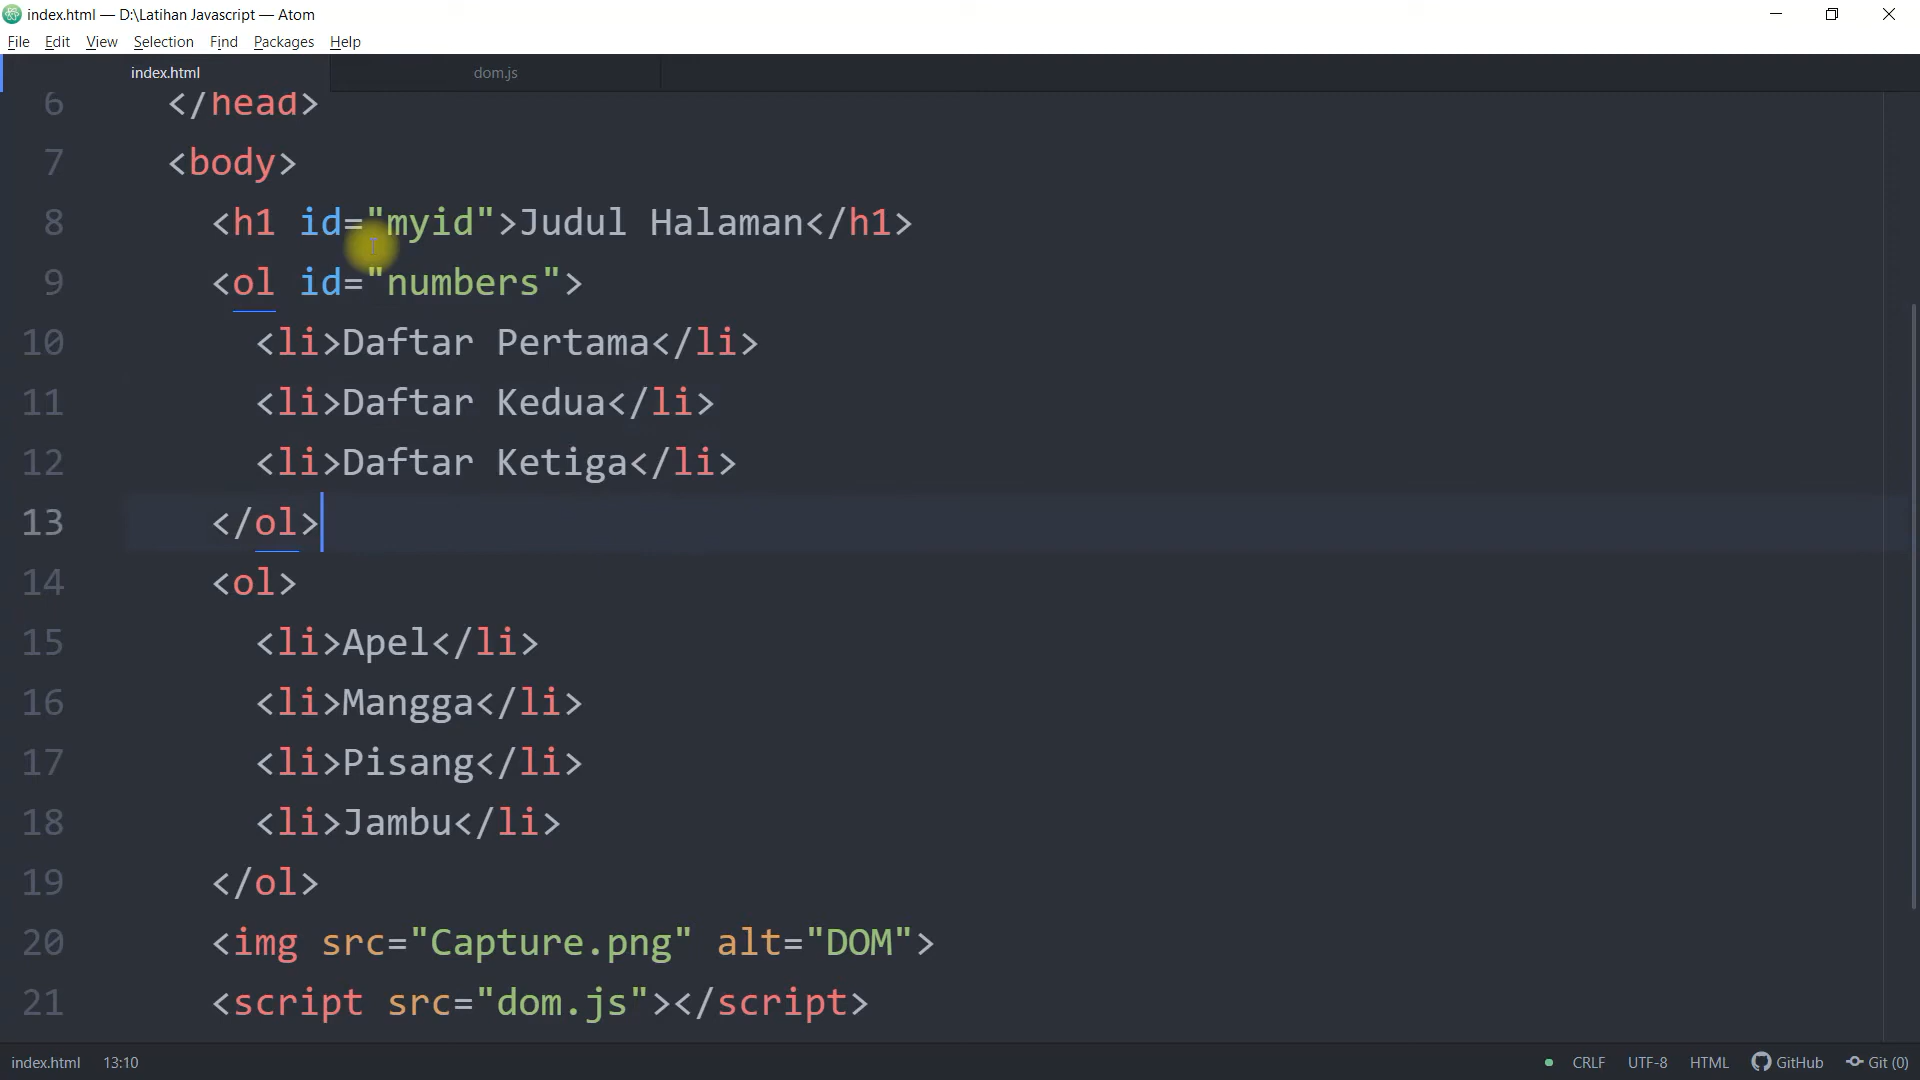 index.html — D:\Latihan Javascript — Atom
File Edit View Selection Find Packages Help
index.html dom.js
6 </head>
7 <body>
8 <h1 id="myid">Judul Halaman</h1>
9 <ol id="numbers">
10 <li>Daftar Pertama</li>
11 <li>Daftar Kedua</li>
12 <li>Daftar Ketiga</li>
13 </ol>
14 <ol>
15 <li>Apel</li>
16 <li>Mangga</li>
17 <li>Pisang</li>
18 <li>Jambu</li>
19 </ol>
20 <img src="Capture.png" alt="DOM">
21 <script src="dom.js"></script>
index.html 13:10 CRLF UTF-8 HTML GitHub Git (0)